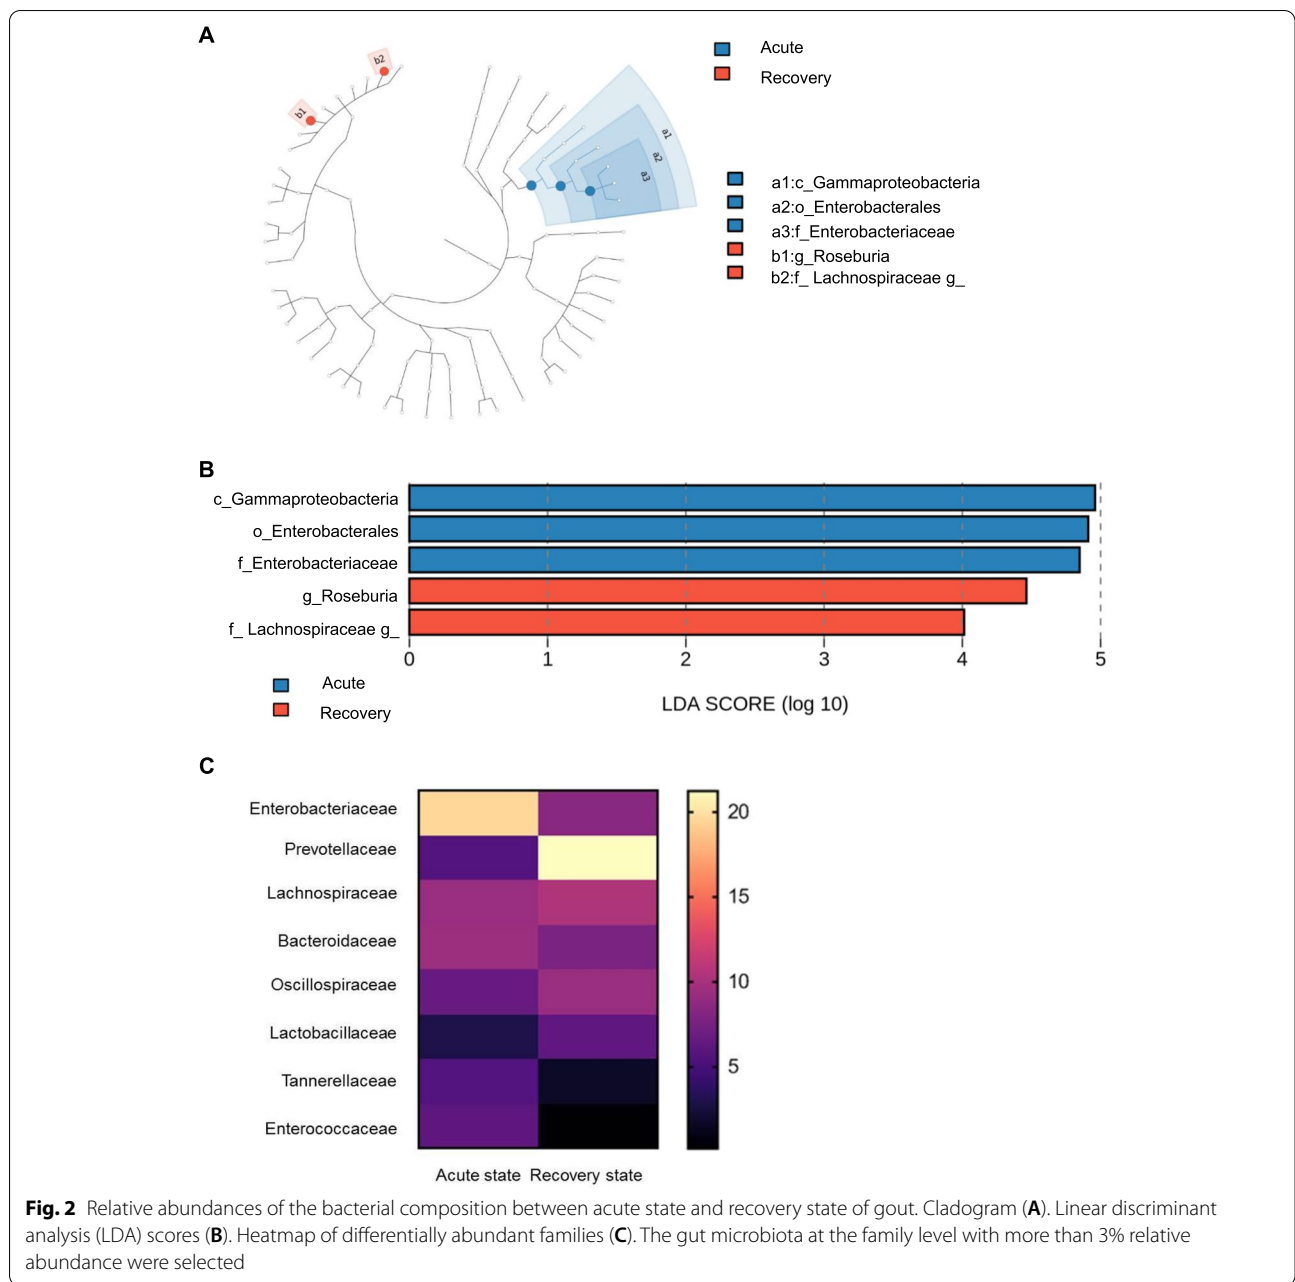 A
Acute
Recovery
b2
b1
a1
a2
a3
a1:c_Gammaproteobacteria
a2:o_Enterobacterales
a3:f_Enterobacteriaceae
b1:g_Roseburia
b2:f_ Lachnospiraceae g_
B
c_Gammaproteobacteria
o_Enterobacterales
f_Enterobacteriaceae
g_Roseburia
f_ Lachnospiraceae g_
0 1 2 3 4 5
LDA SCORE (log 10)
Acute
Recovery
C
Enterobacteriaceae
Prevotellaceae
Lachnospiraceae
Bacteroidaceae
Oscillospiraceae
Lactobacillaceae
Tannerellaceae
Enterococcaceae
20
15
10
5
Acute state Recovery state
Fig. 2 Relative abundances of the bacterial composition between acute state and recovery state of gout. Cladogram (A). Linear discriminant
analysis (LDA) scores (B). Heatmap of differentially abundant families (C). The gut microbiota at the family level with more than 3% relative
abundance were selected